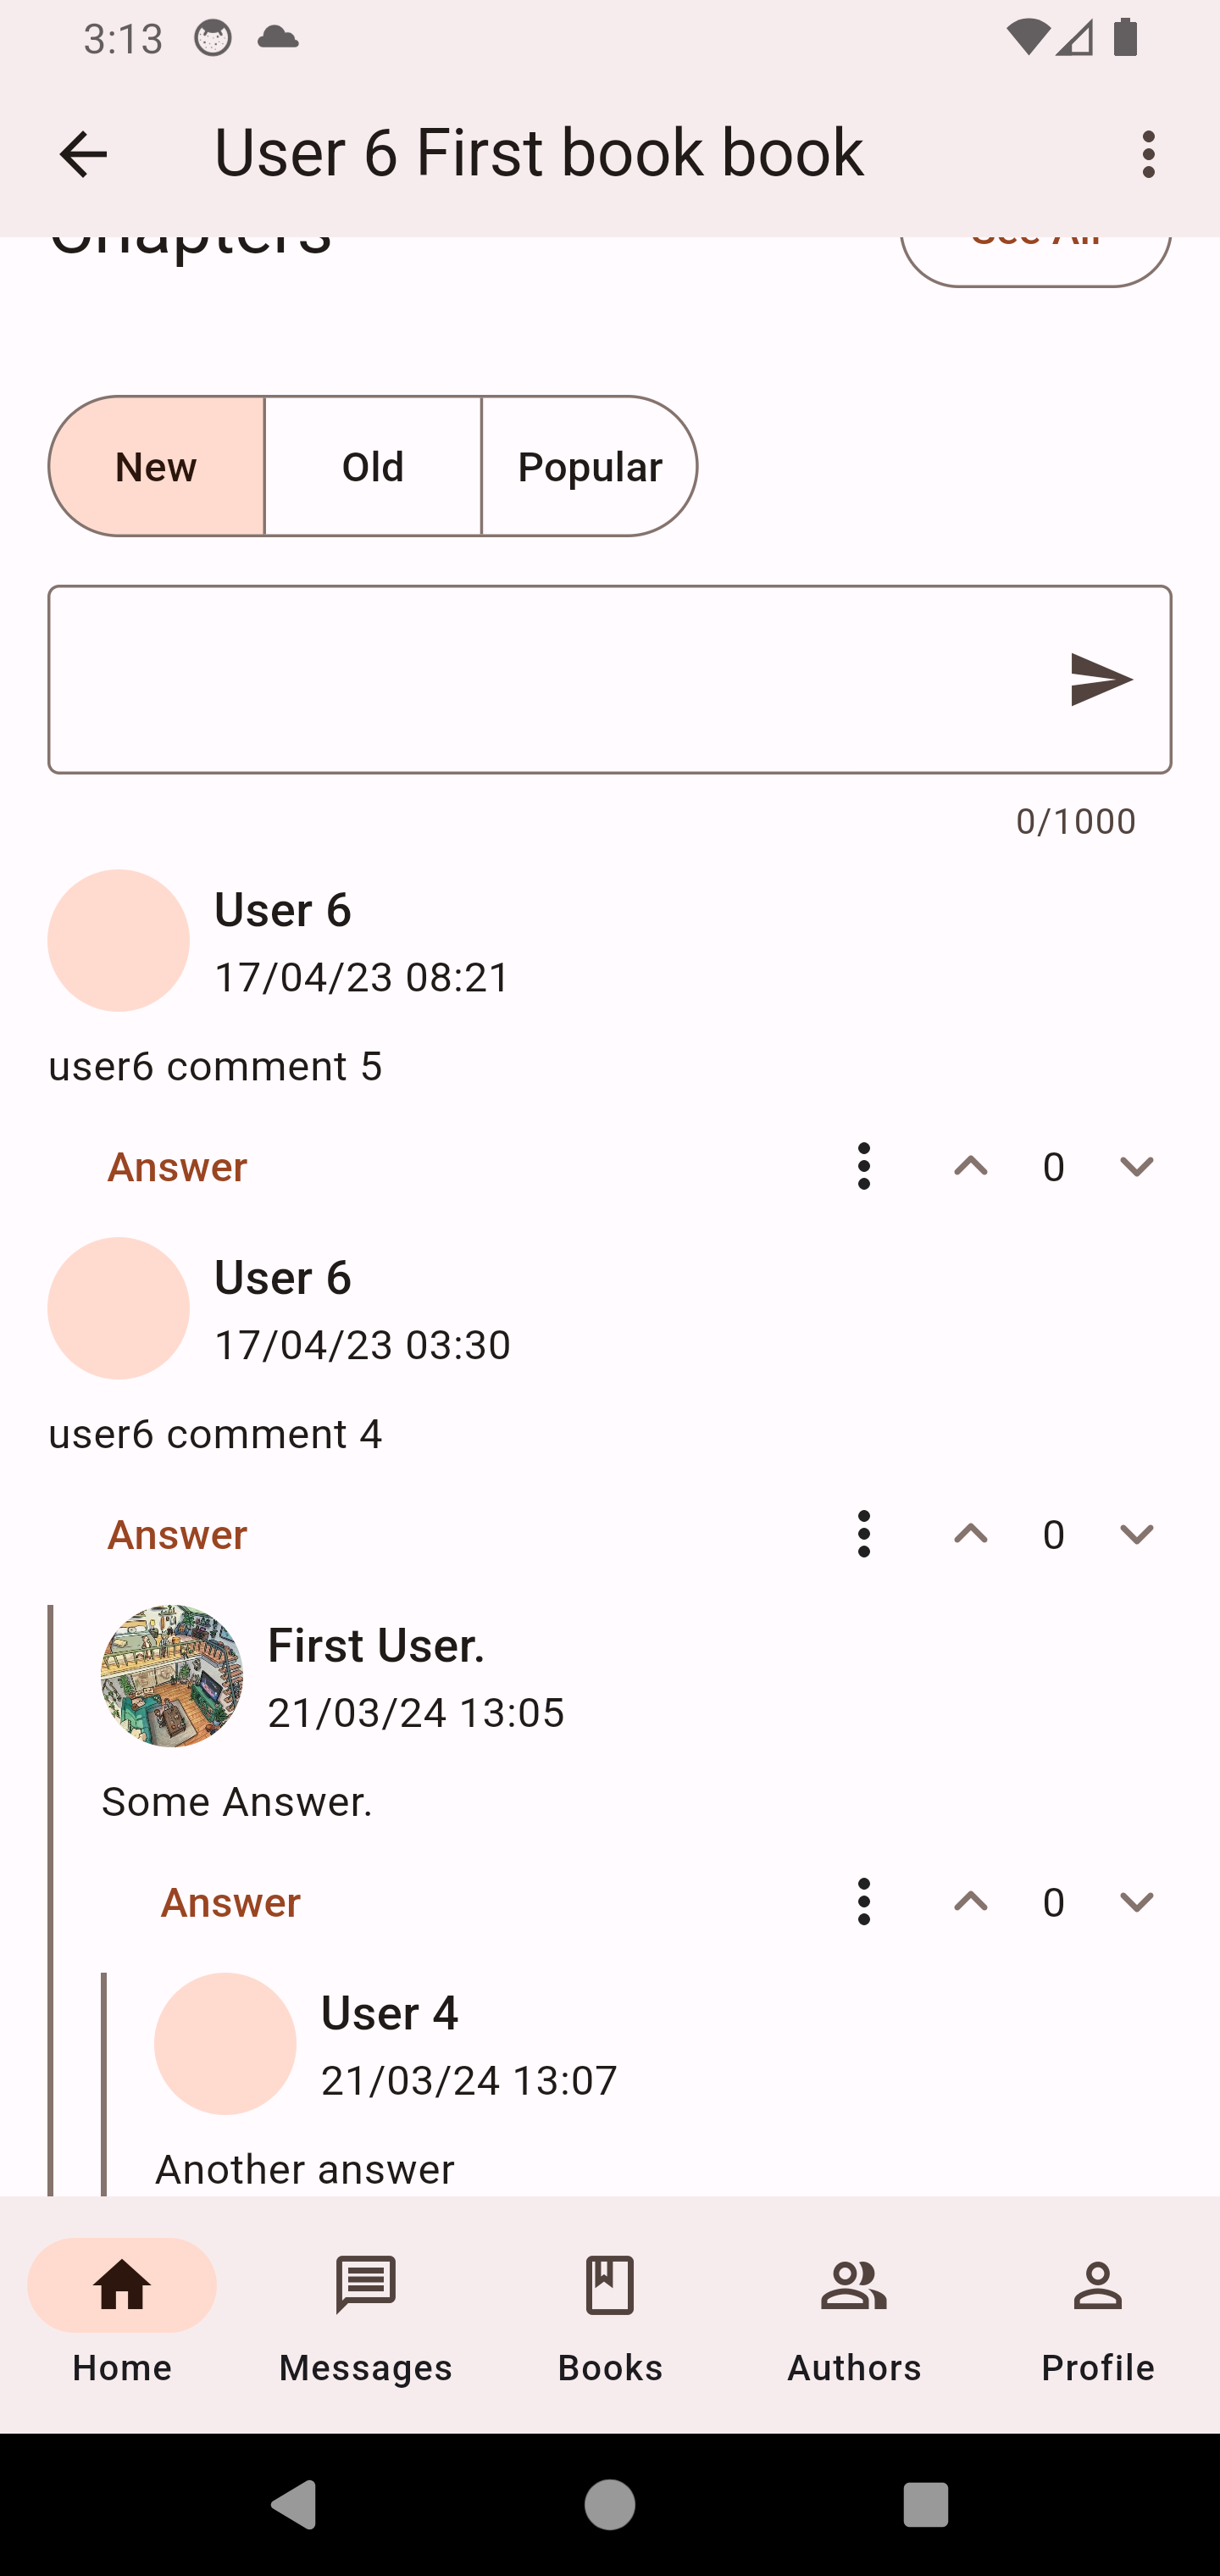 3:13
User 6 First book book
Chapters
See All
New
Old
Popular
0/1000
User 6
17/04/23 08:21
user6 comment 5
Answer
0
User 6
17/04/23 03:30
user6 comment 4
Answer
0
First User.
21/03/24 13:05
Some Answer.
Answer
0
User 4
21/03/24 13:07
Another answer
Home
Messages
Books
Authors
Profile